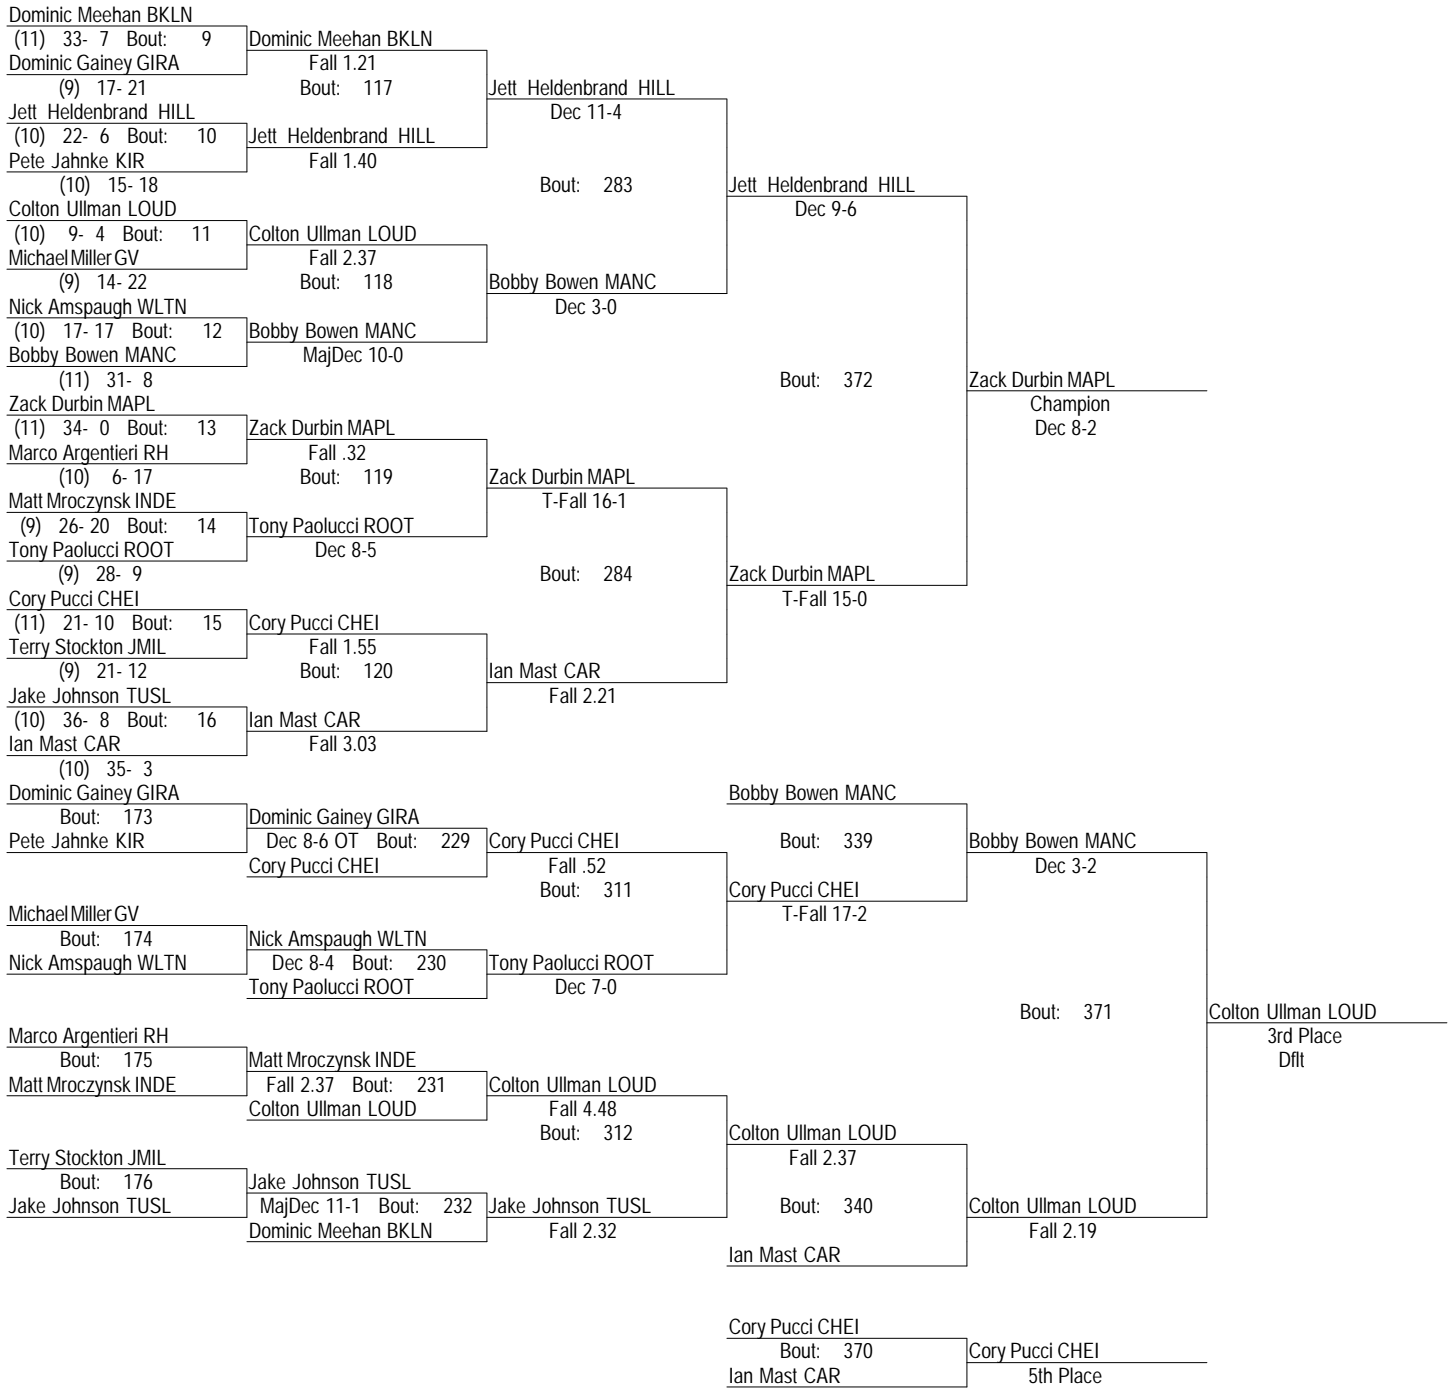 Dominic Meehan BKLN
(11) 33- 7 Bout: 9 Dominic Meehan BKLN
Dominic Gainey GIRA Fall 1.21
(9) 17- 21 Bout: 117 Jett Heldenbrand HILL
Jett Heldenbrand HILL Dec 11-4
(10) 22- 6 Bout: 10 Jett Heldenbrand HILL
Pete Jahnke KIR Fall 1.40
(10) 15- 18 Bout: 283 Jett Heldenbrand HILL
Colton Ullman LOUD Dec 9-6
(10) 9- 4 Bout: 11 Colton Ullman LOUD
Michael Miller GV Fall 2.37
(9) 14- 22 Bout: 118 Bobby Bowen MANC
Nick Amspaugh WLTN Dec 3-0
(10) 17- 17 Bout: 12 Bobby Bowen MANC
Bobby Bowen MANC MajDec 10-0
(11) 31- 8 Bout: 372 Zack Durbin MAPL
Zack Durbin MAPL Champion
(11) 34- 0 Bout: 13 Zack Durbin MAPL Dec 8-2
Marco Argentieri RH Fall .32
(10) 6- 17 Bout: 119 Zack Durbin MAPL
Matt Mroczynsk INDE T-Fall 16-1
(9) 26- 20 Bout: 14 Tony Paolucci ROOT
Tony Paolucci ROOT Dec 8-5
(9) 28- 9 Bout: 284 Zack Durbin MAPL
Cory Pucci CHEI T-Fall 15-0
(11) 21- 10 Bout: 15 Cory Pucci CHEI
Terry Stockton JMIL Fall 1.55
(9) 21- 12 Bout: 120 Ian Mast CAR
Jake Johnson TUSL Fall 2.21
(10) 36- 8 Bout: 16 Ian Mast CAR
Ian Mast CAR Fall 3.03
(10) 35- 3
Dominic Gainey GIRA Bobby Bowen MANC
Bout: 173 Dominic Gainey GIRA
Pete Jahnke KIR Dec 8-6 OT Bout: 229 Cory Pucci CHEI Bout: 339 Bobby Bowen MANC
Cory Pucci CHEI Fall .52 Dec 3-2
Bout: 311 Cory Pucci CHEI
Michael Miller GV T-Fall 17-2
Bout: 174 Nick Amspaugh WLTN
Nick Amspaugh WLTN Dec 8-4 Bout: 230 Tony Paolucci ROOT
Tony Paolucci ROOT Dec 7-0
Bout: 371 Colton Ullman LOUD
Marco Argentieri RH 3rd Place
Bout: 175 Matt Mroczynsk INDE Dflt
Matt Mroczynsk INDE Fall 2.37 Bout: 231 Colton Ullman LOUD
Colton Ullman LOUD Fall 4.48
Bout: 312 Colton Ullman LOUD
Terry Stockton JMIL Fall 2.37
Bout: 176 Jake Johnson TUSL
Jake Johnson TUSL MajDec 11-1 Bout: 232 Jake Johnson TUSL Bout: 340 Colton Ullman LOUD
Dominic Meehan BKLN Fall 2.32 Fall 2.19
Ian Mast CAR
Cory Pucci CHEI
Bout: 370 Cory Pucci CHEI
Ian Mast CAR 5th Place